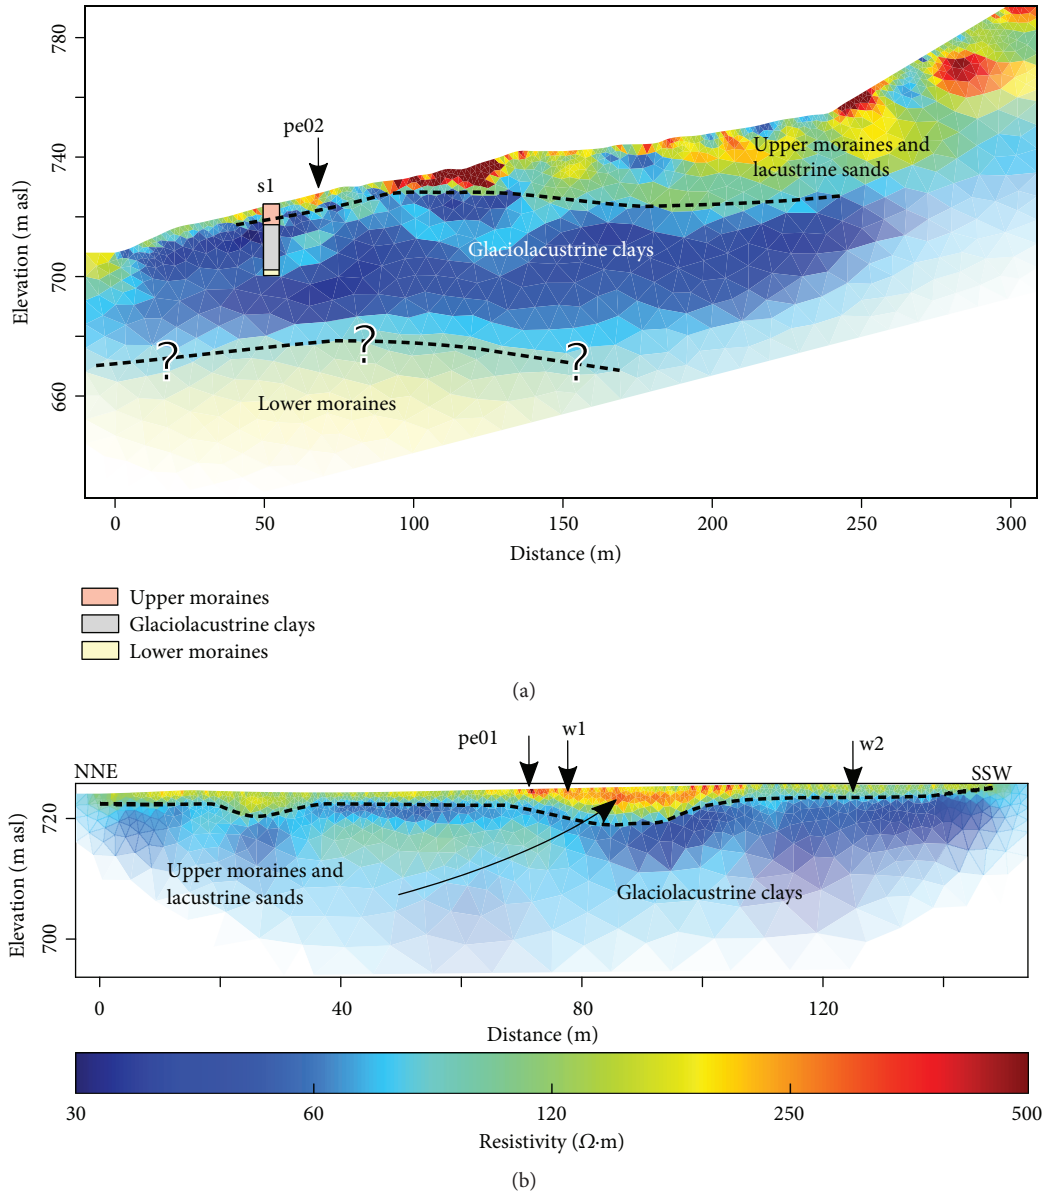 780
740
700
660
Elevation (m asl)
pe02
s1
Upper moraines and
lacustrine sands
Glaciolacustrine clays
?
?
?
Lower moraines
0
50
100
150
200
250
300
Distance (m)
Upper moraines
Glaciolacustrine clays
Lower moraines
(a)
pe01
w1
w2
NNE
SSW
720
700
Elevation (m asl)
Upper moraines and
lacustrine sands
Glaciolacustrine clays
0
40
80
120
Distance (m)
30
60
120
250
500
Resistivity (Ω·m)
(b)